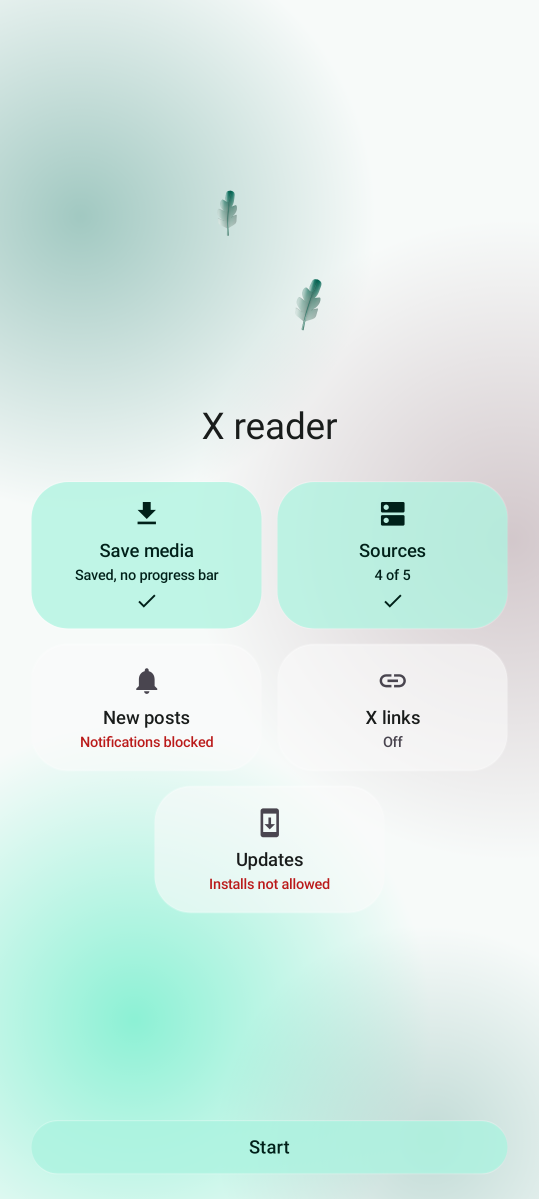 X reader
Save media
Saved, no progress bar
Sources
4 of 5
New posts
Notifications blocked
X links
Off
Updates
Installs not allowed
Start